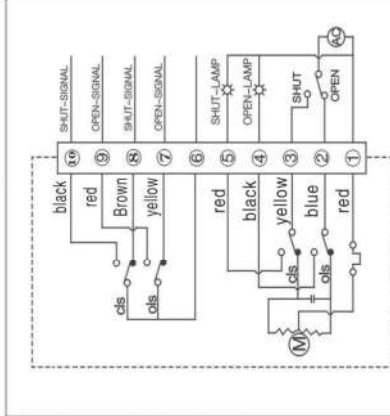 SHUT-SIGNAL
OPEN-SIGNAL
SHUT-SIGNAL
OPEN-SIGNAL
SHUT-LAMP
OPEN-LAMP
SHUT
OPEN
AC
10
9
8
7
6
5
4
3
2
1
black
red
Brown
yellow
red
black
yellow
blue
red
cls
ols
cls
ols
M